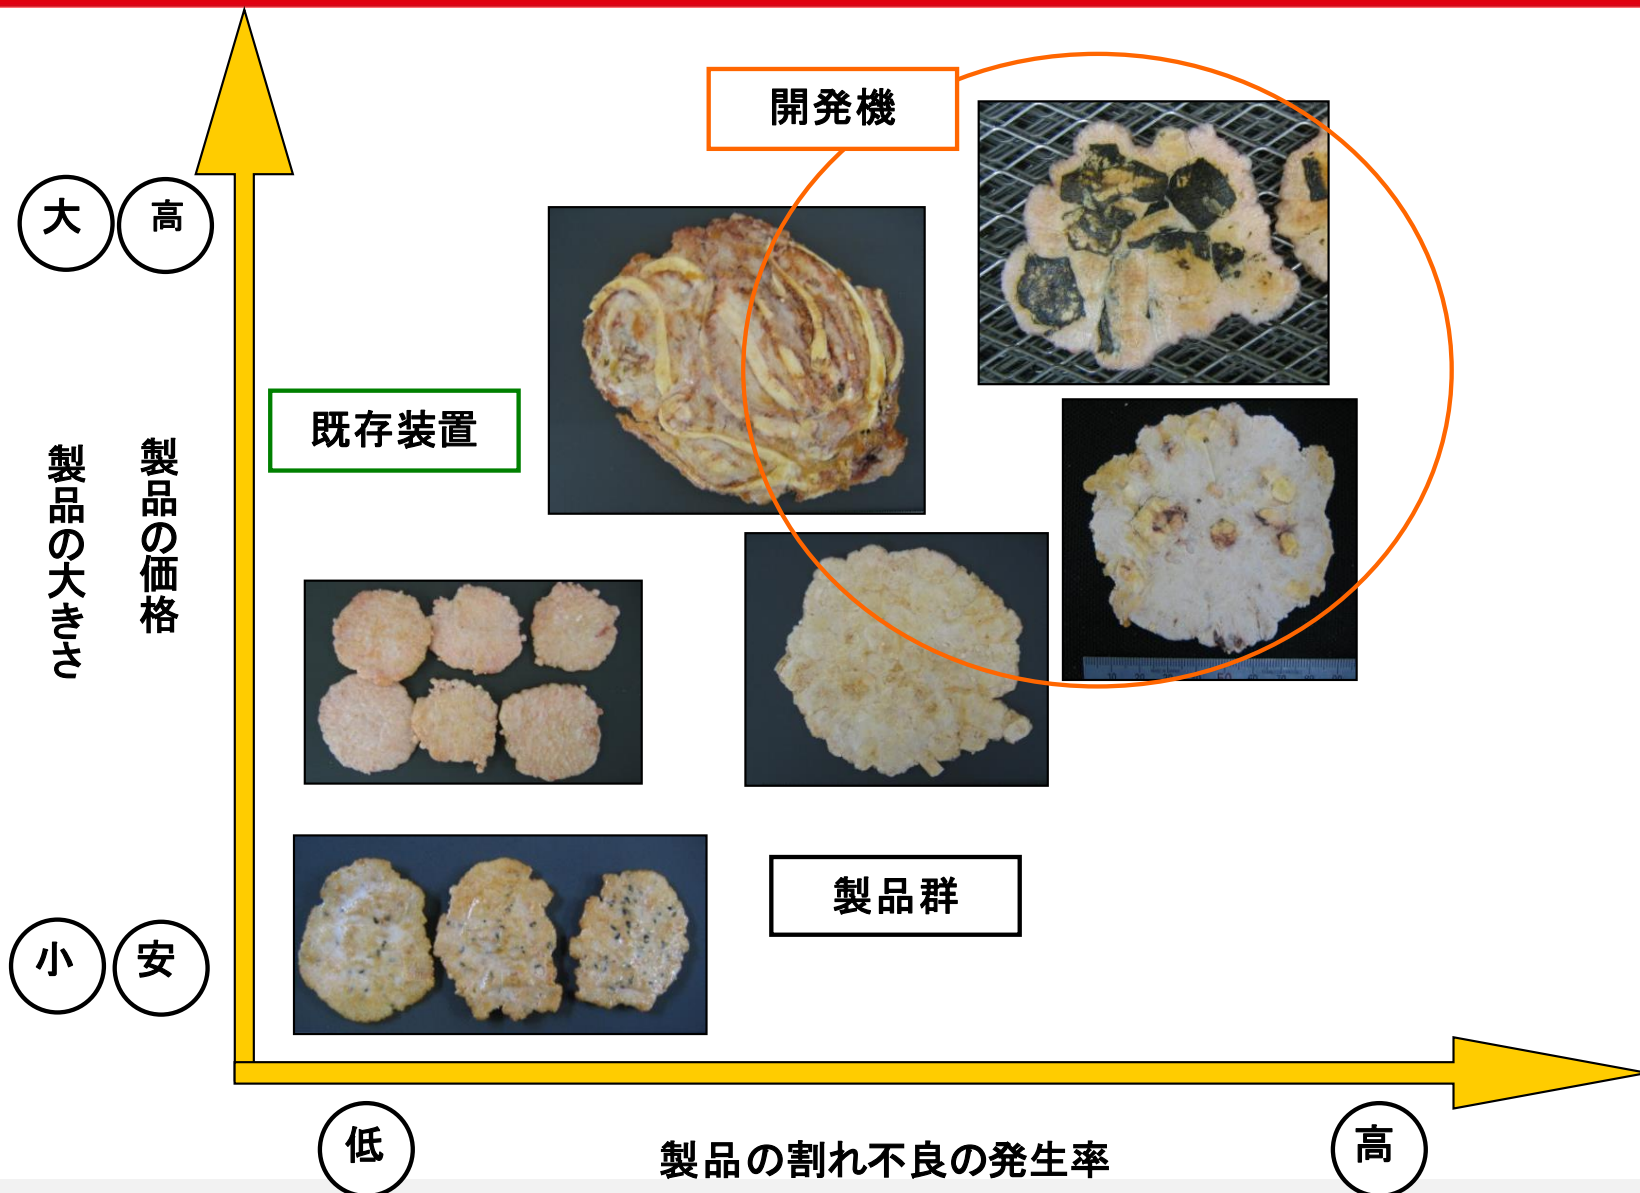 開発機
大
高
既存装置
製品の大きさ
製品の価格
製品群
小
安
低
製品の割れ不良の発生率
高